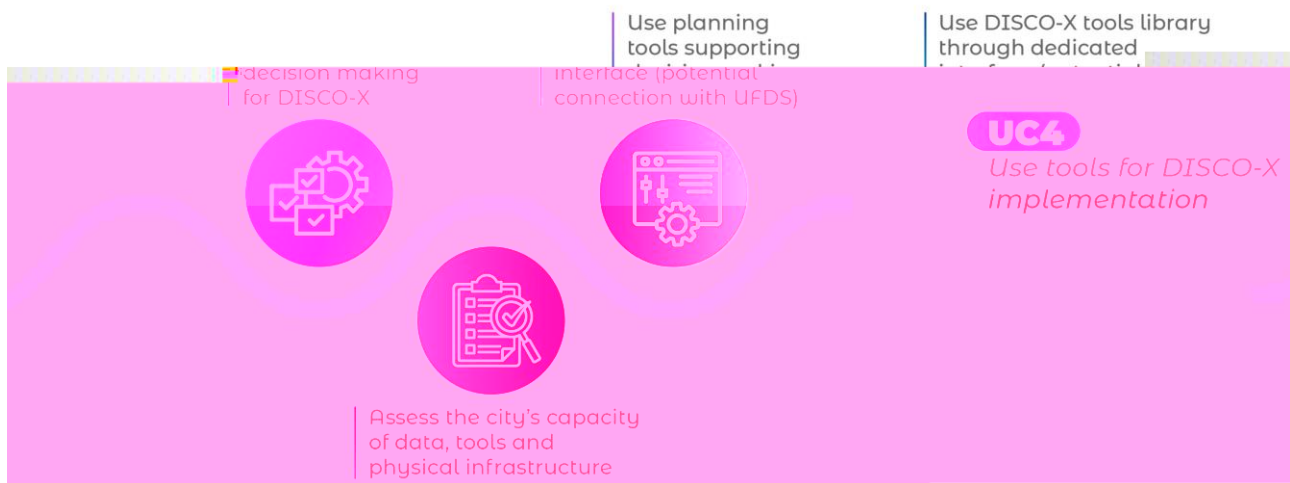 Use planning
tools supporting
decision making
for DISCO-X
Use DISCO-X tools library
through dedicated
interface (potential
connection with UFDS)
UC4
Use tools for DISCO-X
implementation
Assess the city's capacity
of data, tools and
physical infrastructure